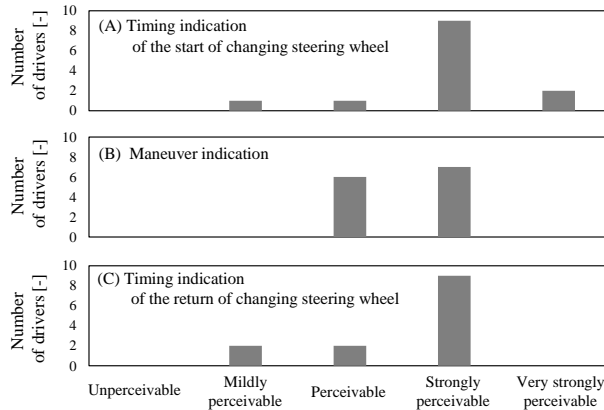 Number
of drivers [-]
10
8
6
4
2
0
(A) Timing indication
of the start of changing steering wheel
Number
of drivers [-]
10
8
6
4
2
0
(B) Maneuver indication
Number
of drivers [-]
10
8
6
4
2
0
(C) Timing indication
of the return of changing steering wheel
Unperceivable
Mildly
perceivable
Perceivable
Strongly
perceivable
Very strongly
perceivable